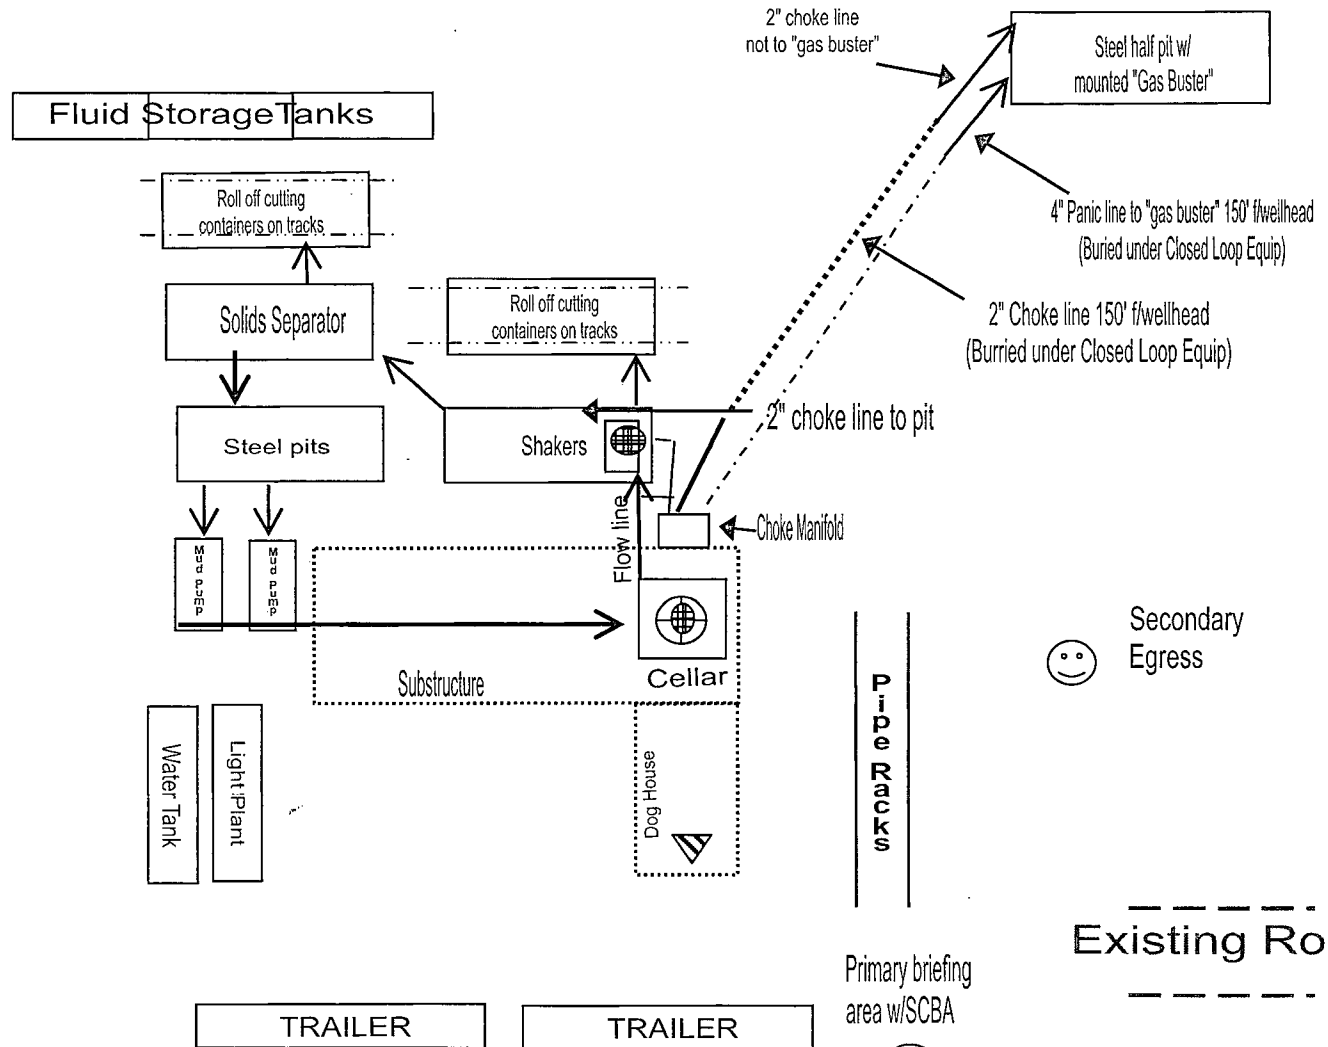 2" choke line
not to "gas buster"
Steel half pit w/
mounted "Gas Buster"
Fluid StorageTanks
Roll off cutting
containers on tracks
4" Panic line to "gas buster" 150' f/wellhead
(Buried under Closed Loop Equip)
Solids Separator
Roll off cutting
containers on tracks
2" Choke line 150' f/wellhead
(Burried under Closed Loop Equip)
Steel pits
Shakers
2" choke line to pit
Flow line
Choke Manifold
Mud Pump
Mud Pump
Cellar
Substructure
Secondary
Egress
Pipe Racks
Water Tank
Light Plant
Dog House
Existing Ro
Primary briefing
area w/SCBA
TRAILER
TRAILER